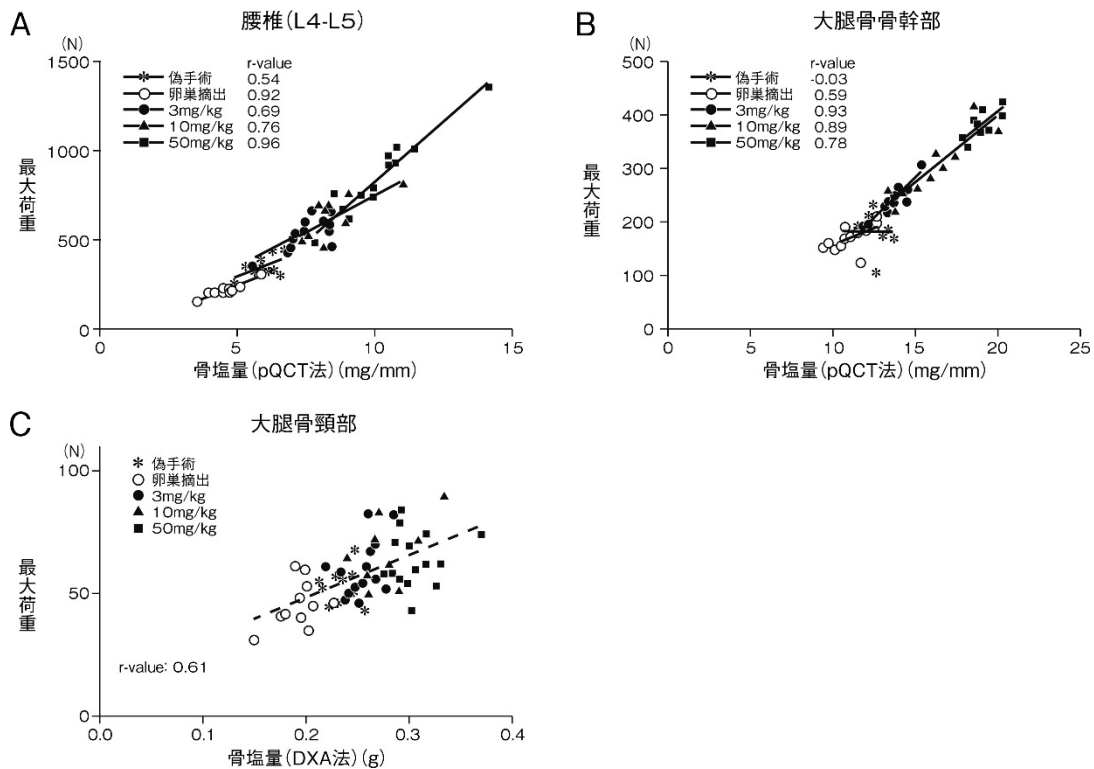 A
腰椎(L4-L5)
(N)
1500
1000
500
0
0
5
10
15
r-value
偽手術 0.54
卵巣摘出 0.92
3mg/kg 0.69
10mg/kg 0.76
50mg/kg 0.96
最大荷重
骨塩量(pQCT法)(mg/mm)
B
大腿骨骨幹部
(N)
500
400
300
200
100
0
0
5
10
15
20
25
r-value
偽手術 -0.03
卵巣摘出 0.59
3mg/kg 0.93
10mg/kg 0.89
50mg/kg 0.78
最大荷重
骨塩量(pQCT法)(mg/mm)
C
大腿骨頸部
(N)
100
50
0
0.0
0.1
0.2
0.3
0.4
偽手術
卵巣摘出
3mg/kg
10mg/kg
50mg/kg
最大荷重
r-value: 0.61
骨塩量(DXA法)(g)